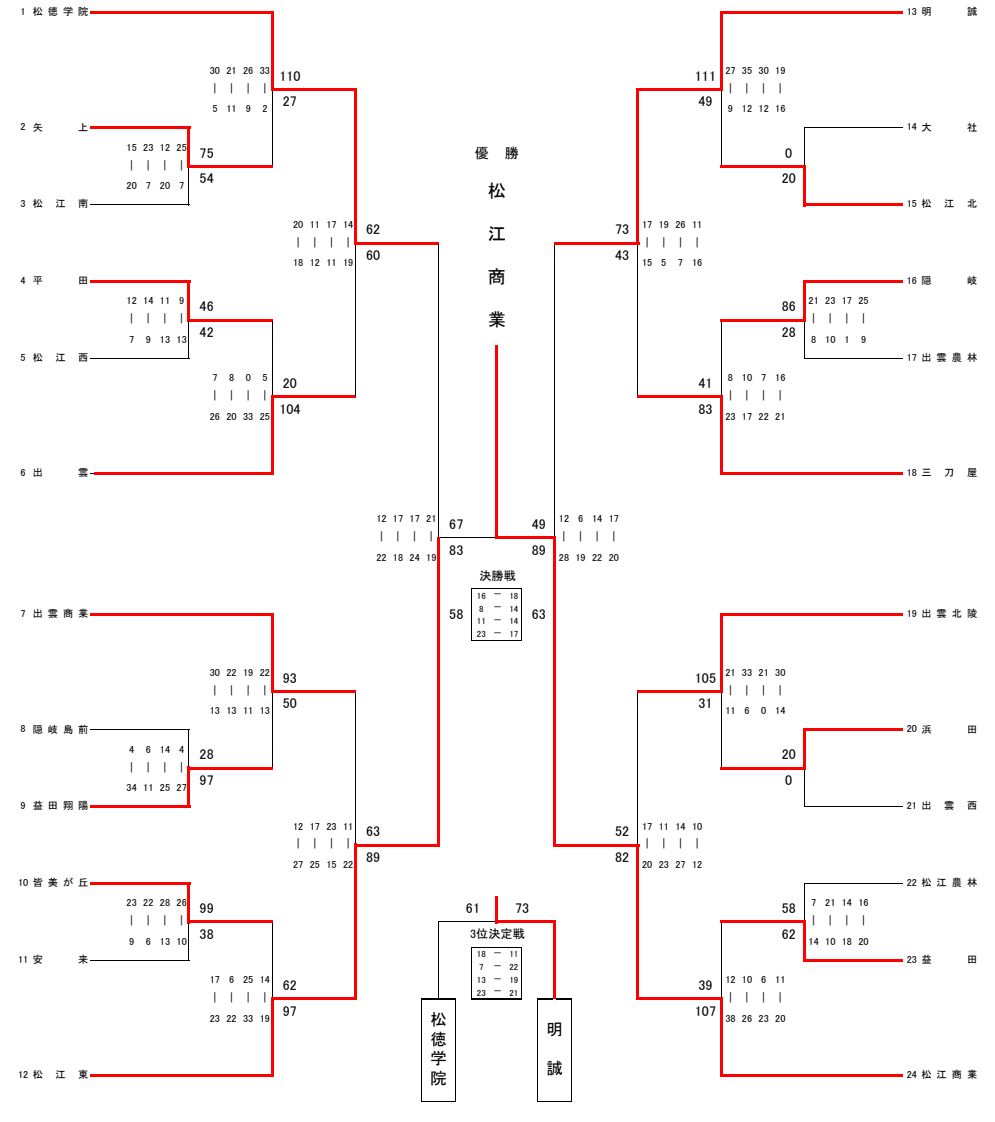 1 松徳学院
13 明誠
30 21 26 33
110
111
27 35 30 19
5 11 9 2
27
49
9 12 12 16
2 矢上
14 大社
15 23 12 25
75
優勝
0
20 7 20 7
54
20
3 松江南
15 松江北
松江商業
20 11 17 14
62
73
17 19 26 11
18 12 11 19
60
43
15 5 7 16
4 平田
16 隠岐
12 14 11 9
46
86
21 23 17 25
7 9 13 13
42
28
8 10 1 9
5 松江西
17 出雲農林
7 8 0 5
20
41
8 10 7 16
26 20 33 25
104
83
23 17 22 21
6 出雲
18 三刀屋
12 17 17 21
67
49
12 6 14 17
22 18 24 19
83
89
28 19 22 20
決勝戦
16 － 18
8 － 14
11 － 14
23 － 17
58
63
7 出雲商業
19 出雲北陵
30 22 19 22
93
105
21 33 21 30
13 13 11 13
50
31
11 6 0 14
8 隠岐島前
20 浜田
4 6 14 4
28
20
34 11 25 27
97
0
9 益田翔陽
21 出雲西
12 17 23 11
63
52
17 11 14 10
27 25 15 22
89
82
20 23 27 12
10 皆美が丘
22 松江農林
23 22 28 26
99
58
7 21 14 16
9 6 13 10
38
62
14 10 18 20
11 安来
23 益田
17 6 25 14
62
39
12 10 6 11
23 22 33 19
97
107
38 26 23 20
12 松江東
24 松江商業
61
73
3位決定戦
18 － 11
7 － 22
13 － 19
23 － 21
松徳学院
明誠